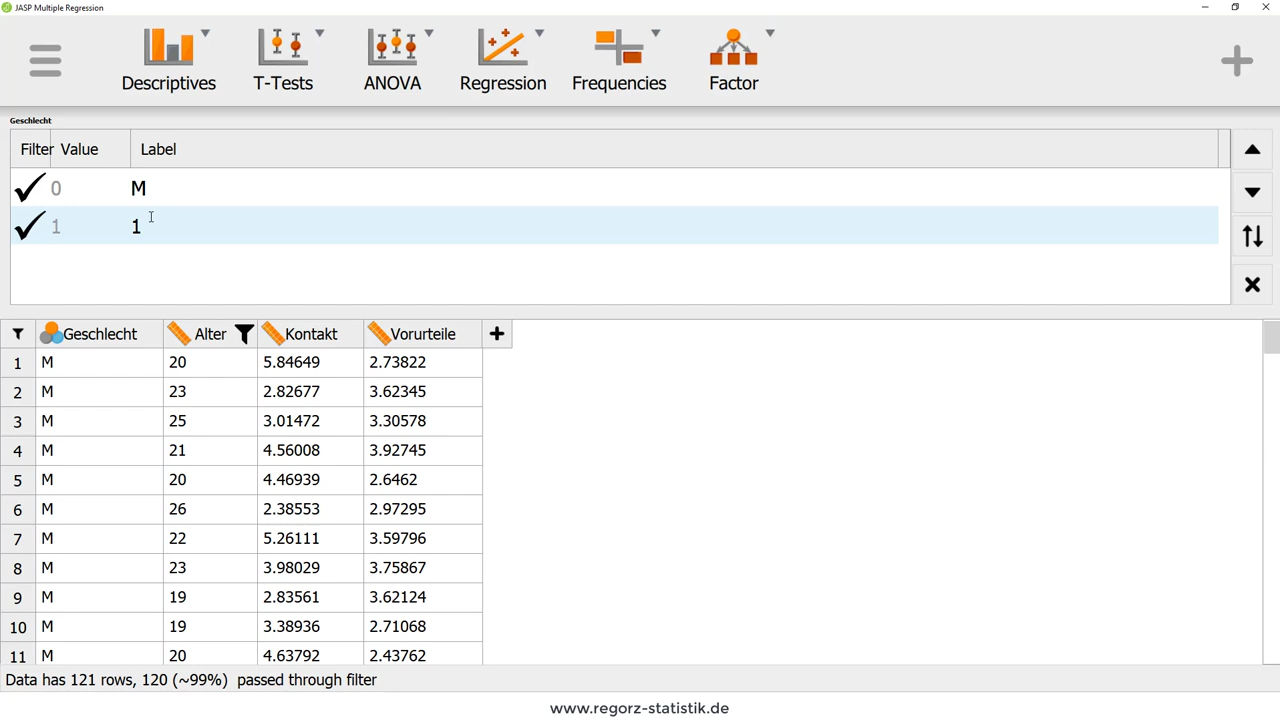 JASP Multiple Regression
Descriptives T-Tests ANOVA Regression Frequencies Factor
Geschlecht
Filter Value Label
0 M
1 1
Geschlecht Alter Kontakt Vorurteile
1 M 20 5.84649 2.73822
2 M 23 2.82677 3.62345
3 M 25 3.01472 3.30578
4 M 21 4.56008 3.92745
5 M 20 4.46939 2.6462
6 M 26 2.38553 2.97295
7 M 22 5.26111 3.59796
8 M 23 3.98029 3.75867
9 M 19 2.83561 3.62124
10 M 19 3.38936 2.71068
11 M 20 4.63792 2.43762
Data has 121 rows, 120 (~99%) passed through filter
www.regorz-statistik.de